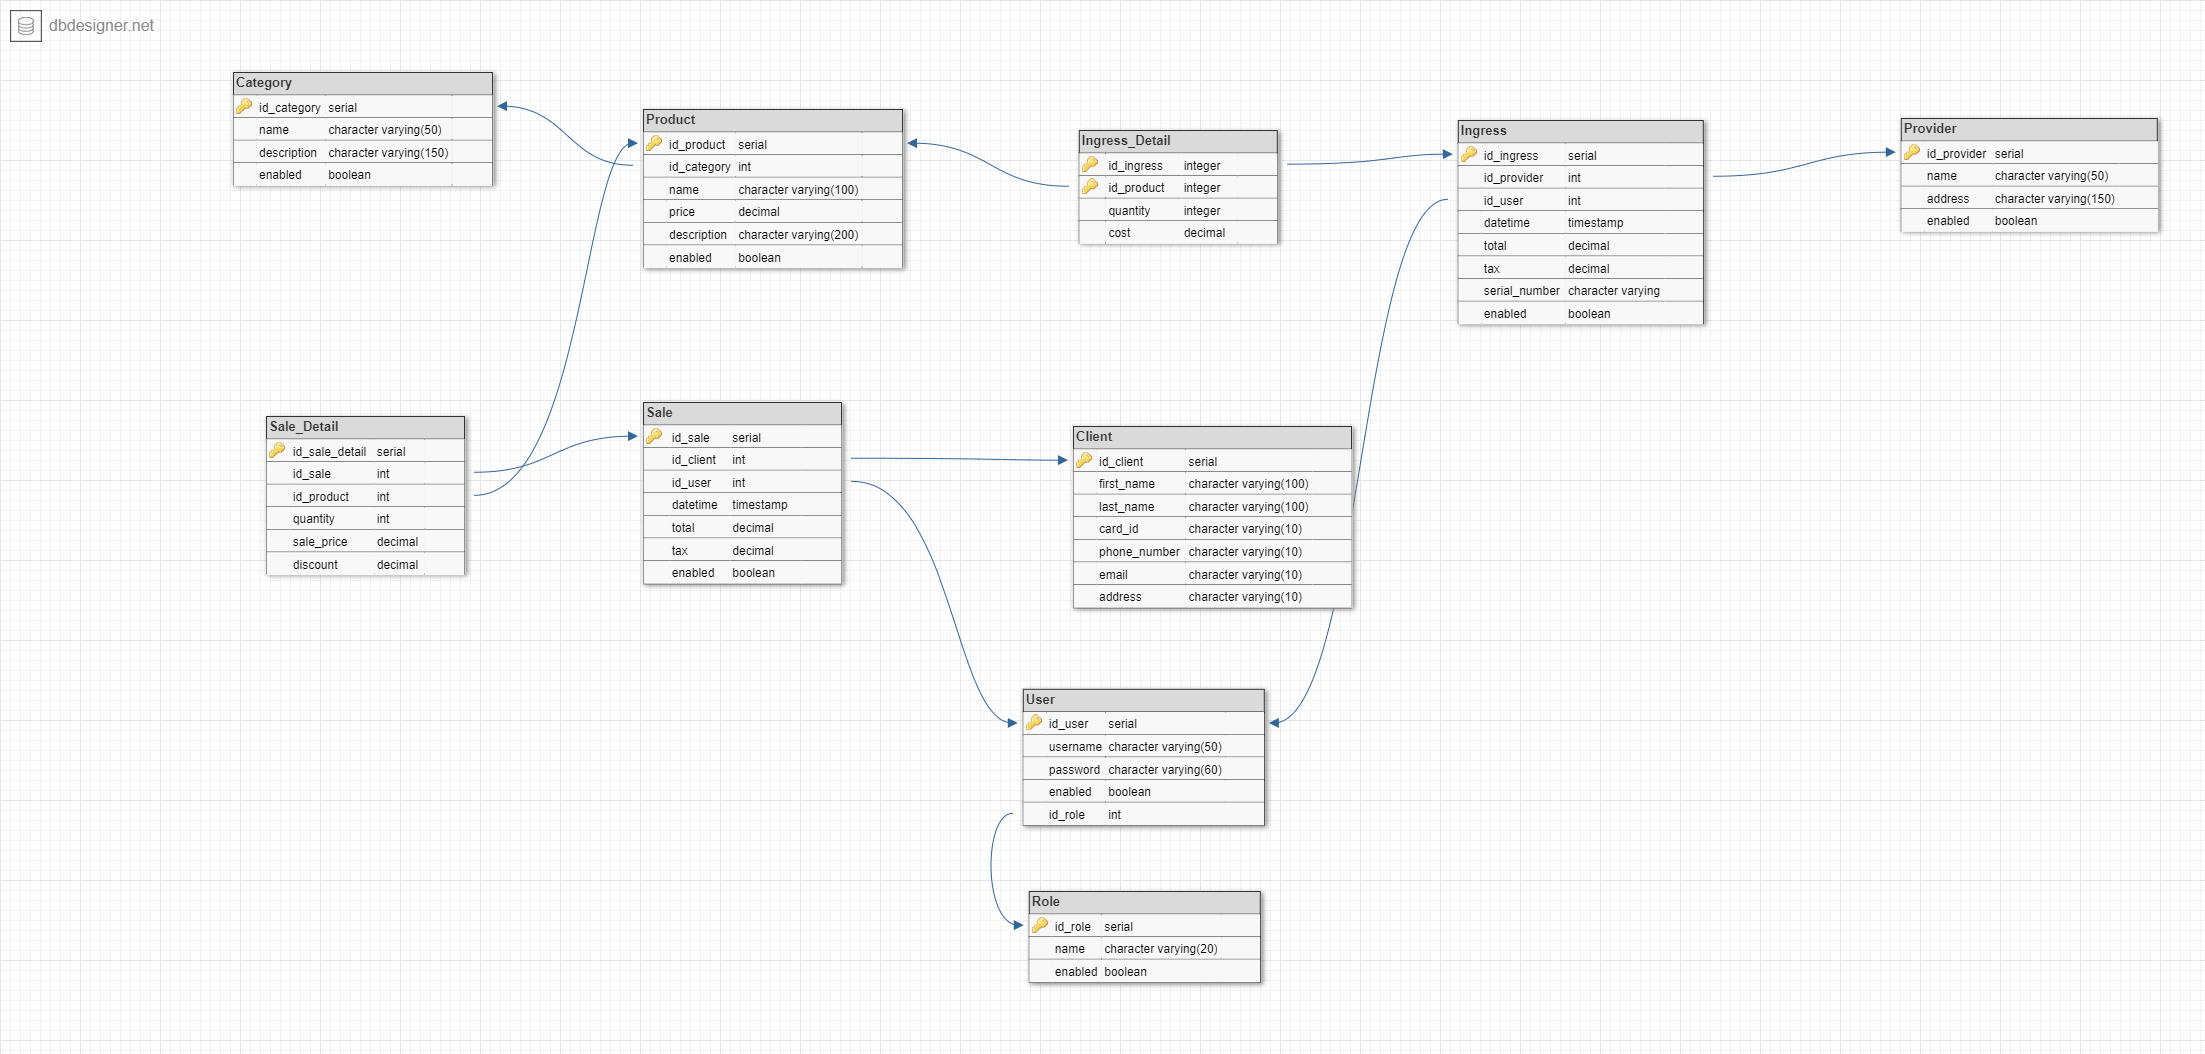 dbdesigner.net
Category
id_category serial
name character varying(50)
description character varying(150)
enabled boolean
Product
id_product serial
id_category int
name character varying(100)
price decimal
description character varying(200)
enabled boolean
Ingress_Detail
id_ingress integer
id_product integer
quantity integer
cost decimal
Ingress
id_ingress serial
id_provider int
id_user int
datetime timestamp
total decimal
tax decimal
serial_number character varying
enabled boolean
Provider
id_provider serial
name character varying(50)
address character varying(150)
enabled boolean
Sale_Detail
id_sale_detail serial
id_sale int
id_product int
quantity int
sale_price decimal
discount decimal
Sale
id_sale serial
id_client int
id_user int
datetime timestamp
total decimal
tax decimal
enabled boolean
Client
id_client serial
first_name character varying(100)
last_name character varying(100)
card_id character varying(10)
phone_number character varying(10)
email character varying(10)
address character varying(10)
User
id_user serial
username character varying(50)
password character varying(60)
enabled boolean
id_role int
Role
id_role serial
name character varying(20)
enabled boolean